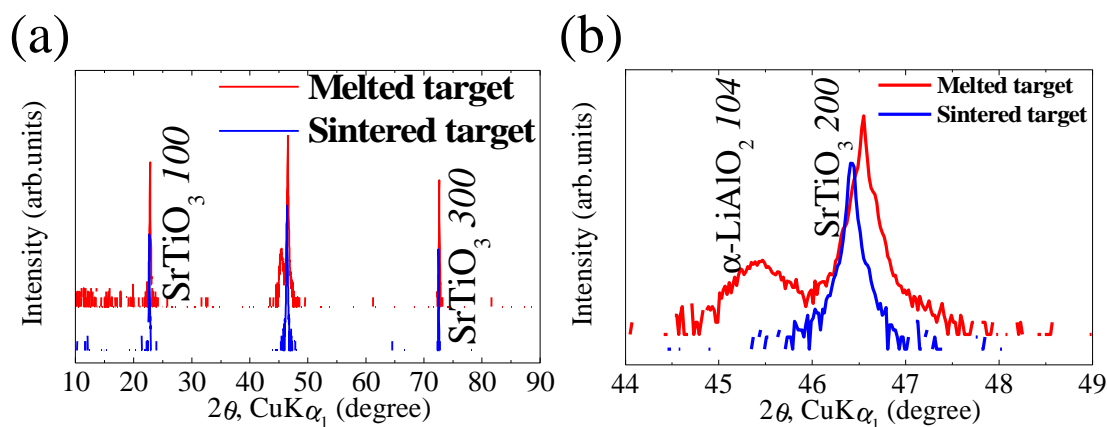 (a)
Melted target
Sintered target
SrTiO₃ 100
SrTiO₃ 300
Intensity (arb.units)
10 20 30 40 50 60 70 80 90
2θ, CuKα₁ (degree)
(b)
Melted target
Sintered target
α-LiAlO₂ 104
SrTiO₃ 200
Intensity (arb.units)
44 45 46 47 48 49
2θ, CuKα₁ (degree)